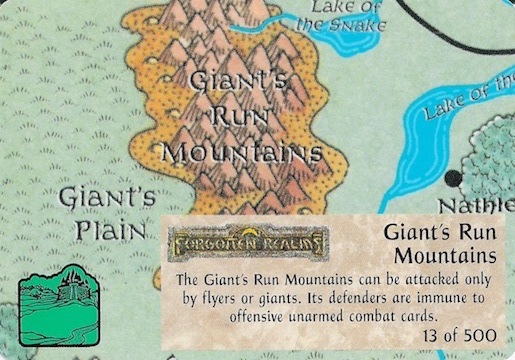 Lake of
the Snake
Giant's
Run
Mountains
Lake of th
Giant's
Plain
Nathle
FORGOTTEN REALMS
Giant's Run
Mountains
The Giant's Run Mountains can be attacked only
by flyers or giants. Its defenders are immune to
offensive unarmed combat cards.
13 of 500